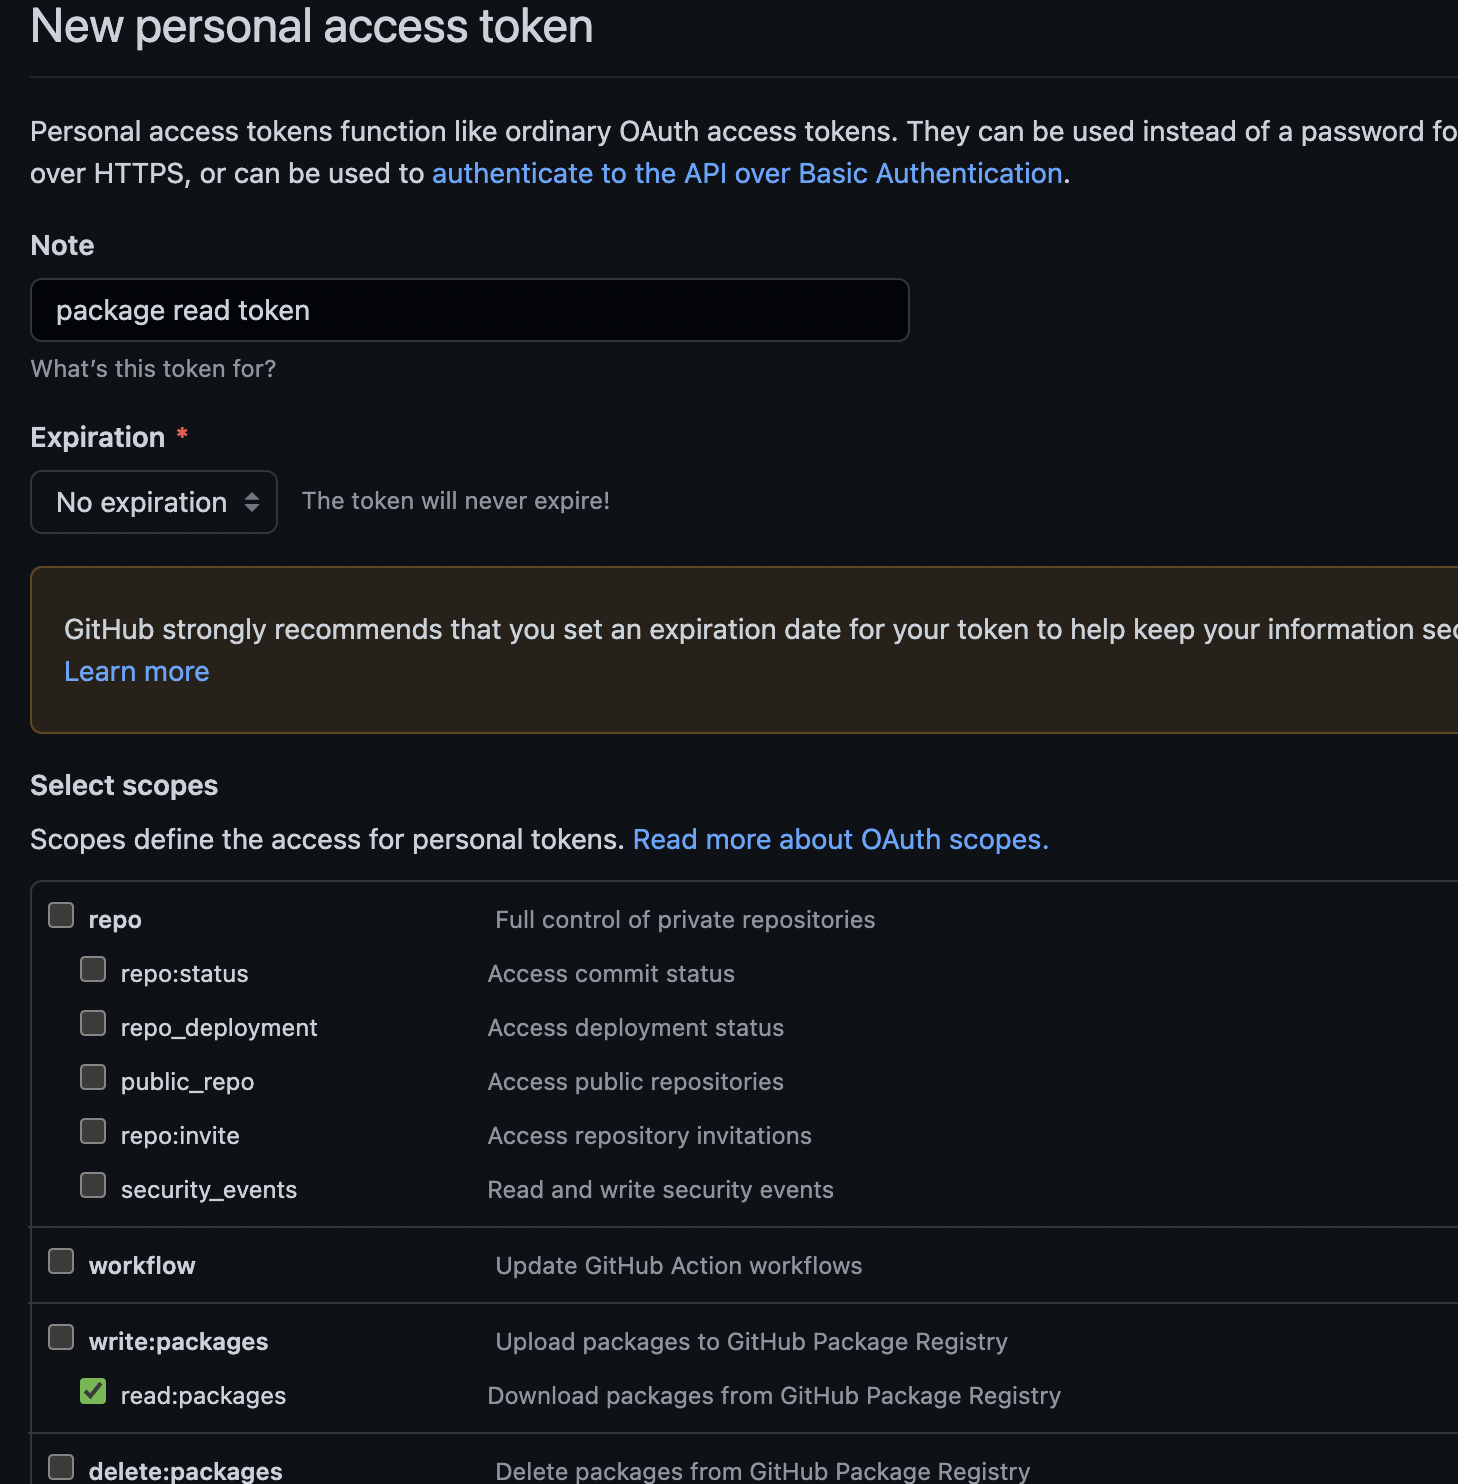 New personal access token
Personal access tokens function like ordinary OAuth access tokens. They can be used instead of a password
over HTTPS, or can be used to authenticate to the API over Basic Authentication.
Note
package read token
What's this token for?
Expiration *
No expiration The token will never expire!
GitHub strongly recommends that you set an expiration date for your token to help keep your information
Learn more
Select scopes
Scopes define the access for personal tokens. Read more about OAuth scopes.
repo Full control of private repositories
repo:status Access commit status
repo_deployment Access deployment status
public_repo Access public repositories
repo:invite Access repository invitations
security_events Read and write security events
workflow Update GitHub Action workflows
write:packages Upload packages to GitHub Package Registry
read:packages Download packages from GitHub Package Registry
delete:packages Delete packages from GitHub Package Registry